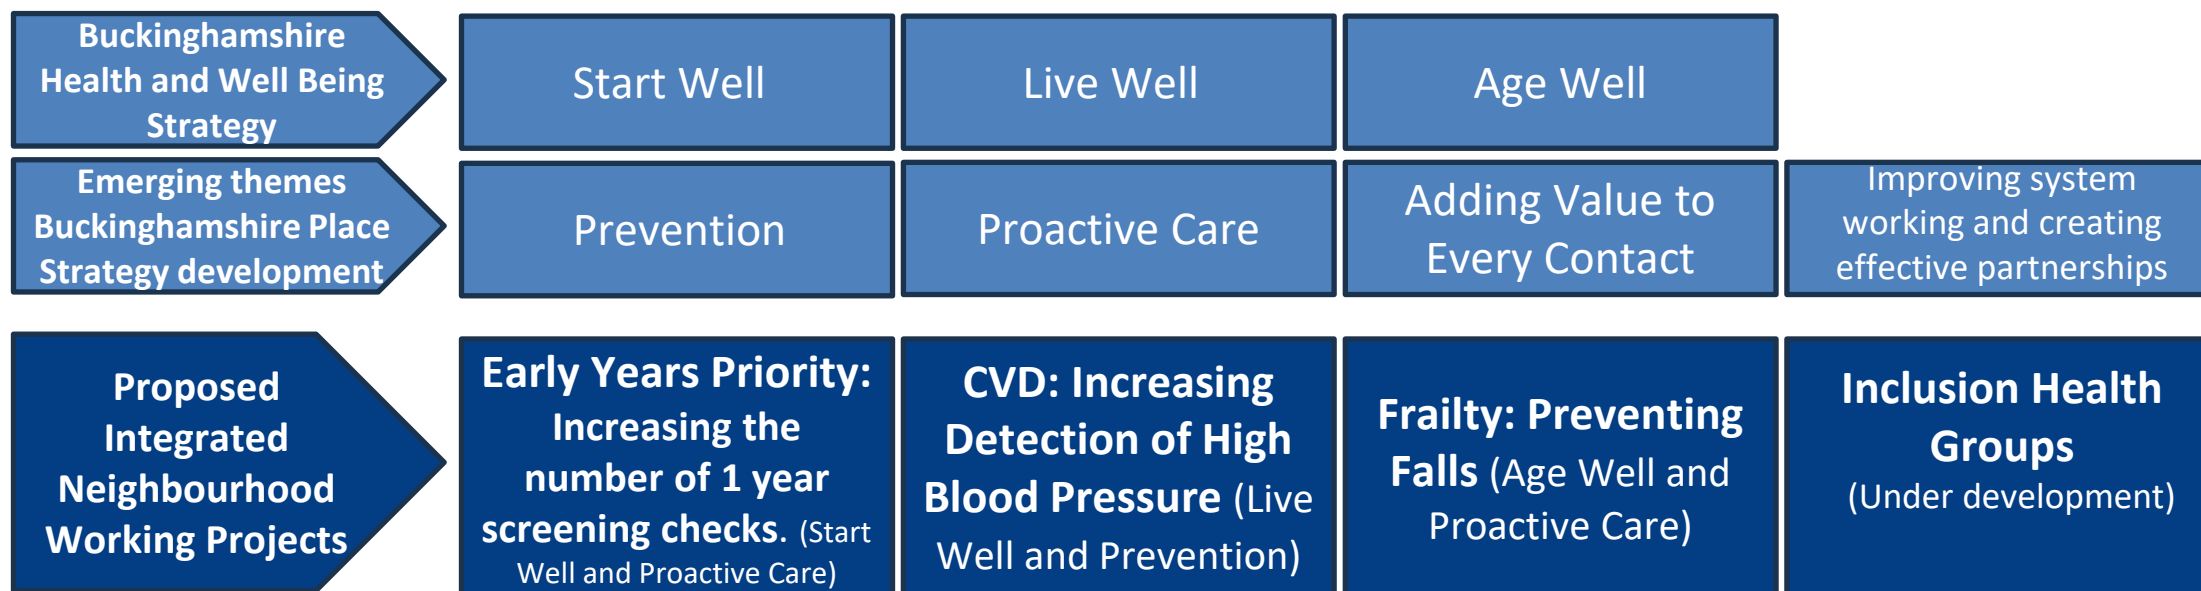 Buckinghamshire
Health and Well Being
Strategy
Start Well
Live Well
Age Well
Emerging themes
Buckinghamshire Place
Strategy development
Prevention
Proactive Care
Adding Value to
Every Contact
Improving system
working and creating
effective partnerships
Proposed
Integrated
Neighbourhood
Working Projects
Early Years Priority:
Increasing the
number of 1 year
screening checks. (Start
Well and Proactive Care)
CVD: Increasing
Detection of High
Blood Pressure (Live
Well and Prevention)
Frailty: Preventing
Falls (Age Well and
Proactive Care)
Inclusion Health
Groups
(Under development)